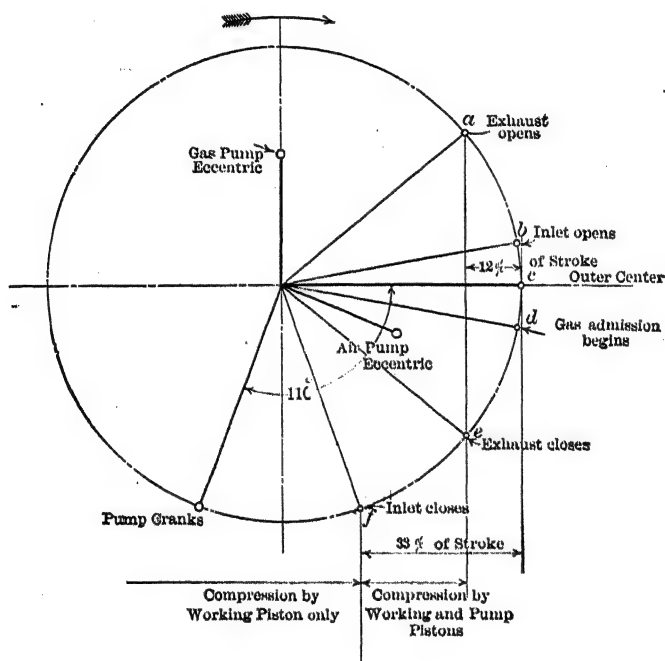 a Exhaust
opens
Gas Pump
Eccentric
b Inlet opens
12% of Stroke
c Outer Center
d
Gas admission
begins
Air Pump
Eccentric
110°
e
Exhaust closes
Pump Cranks
f Inlet closes
33% of Stroke
Compression by
Working Piston only
Compression by
Working and Pump
Pistons